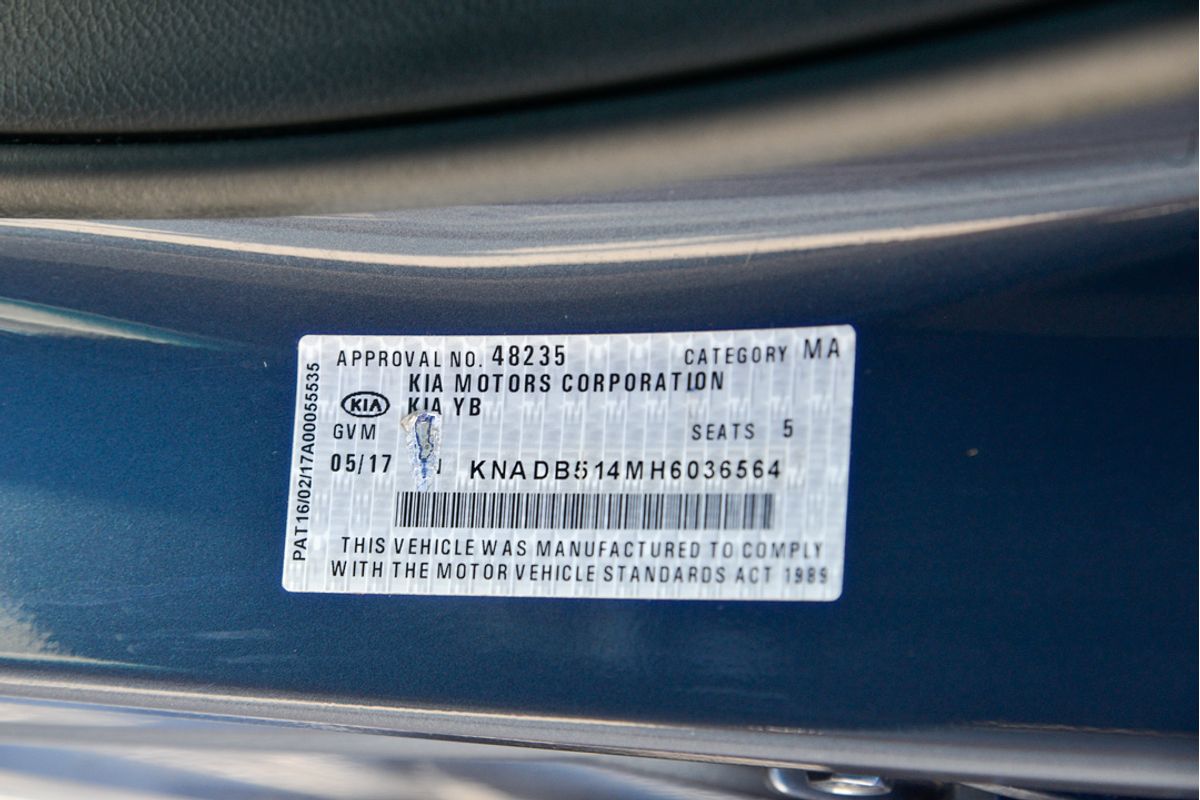 APPROVAL NO. 48235 CATEGORY MA
KIA MOTORS CORPORATION
KIA
KIA YB
GVM SEATS 5
05/17 KNADB514MH6036564
THIS VEHICLE WAS MANUFACTURED TO COMPLY
WITH THE MOTOR VEHICLE STANDARDS ACT 1989
PAT16/02/17A00055535